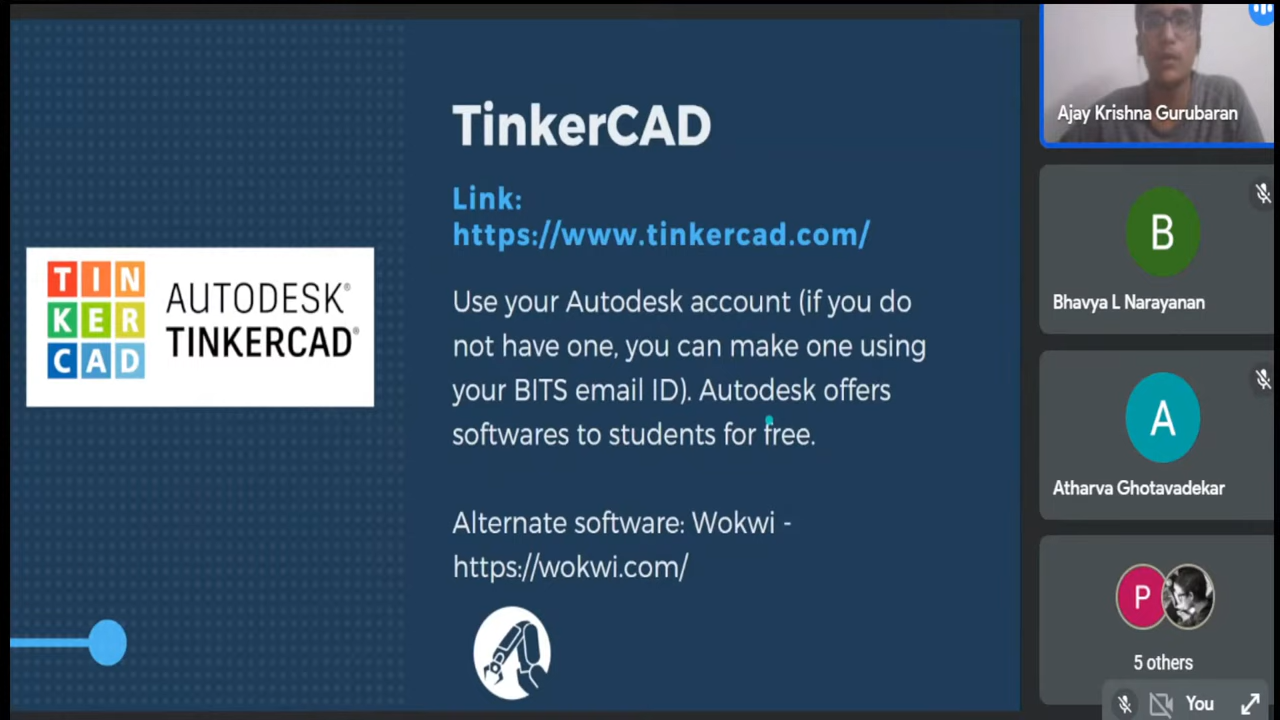 TinkerCAD
Link:
https://www.tinkercad.com/
Use your Autodesk account (if you do
not have one, you can make one using
your BITS email ID). Autodesk offers
softwares to students for free.
Alternate software: Wokwi -
https://wokwi.com/
TIN
KER
CAD
AUTODESK®
TINKERCAD®
Ajay Krishna Gurubaran
B
Bhavya L Narayanan
A
Atharva Ghotavadekar
P
5 others
You